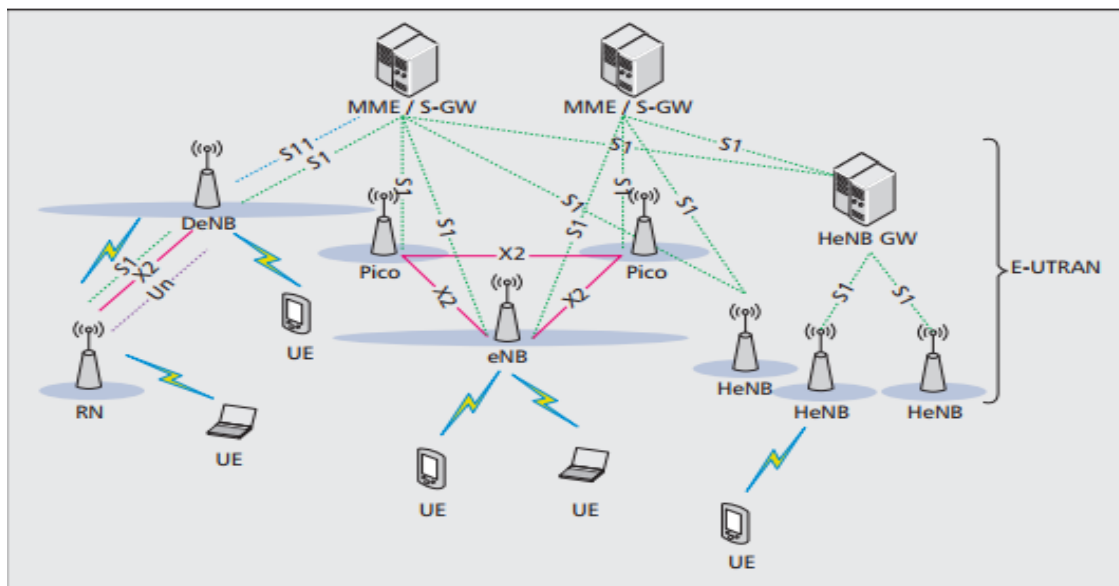 MME / S-GW
MME / S-GW
S11
S1
S1
S1
S1
S1
S1
S1
S1
DeNB
Pico
X2
Pico
HeNB GW
E-UTRAN
S1
X2
Un
X2
X2
S1
S1
UE
eNB
HeNB
HeNB
HeNB
RN
UE
UE
UE
UE